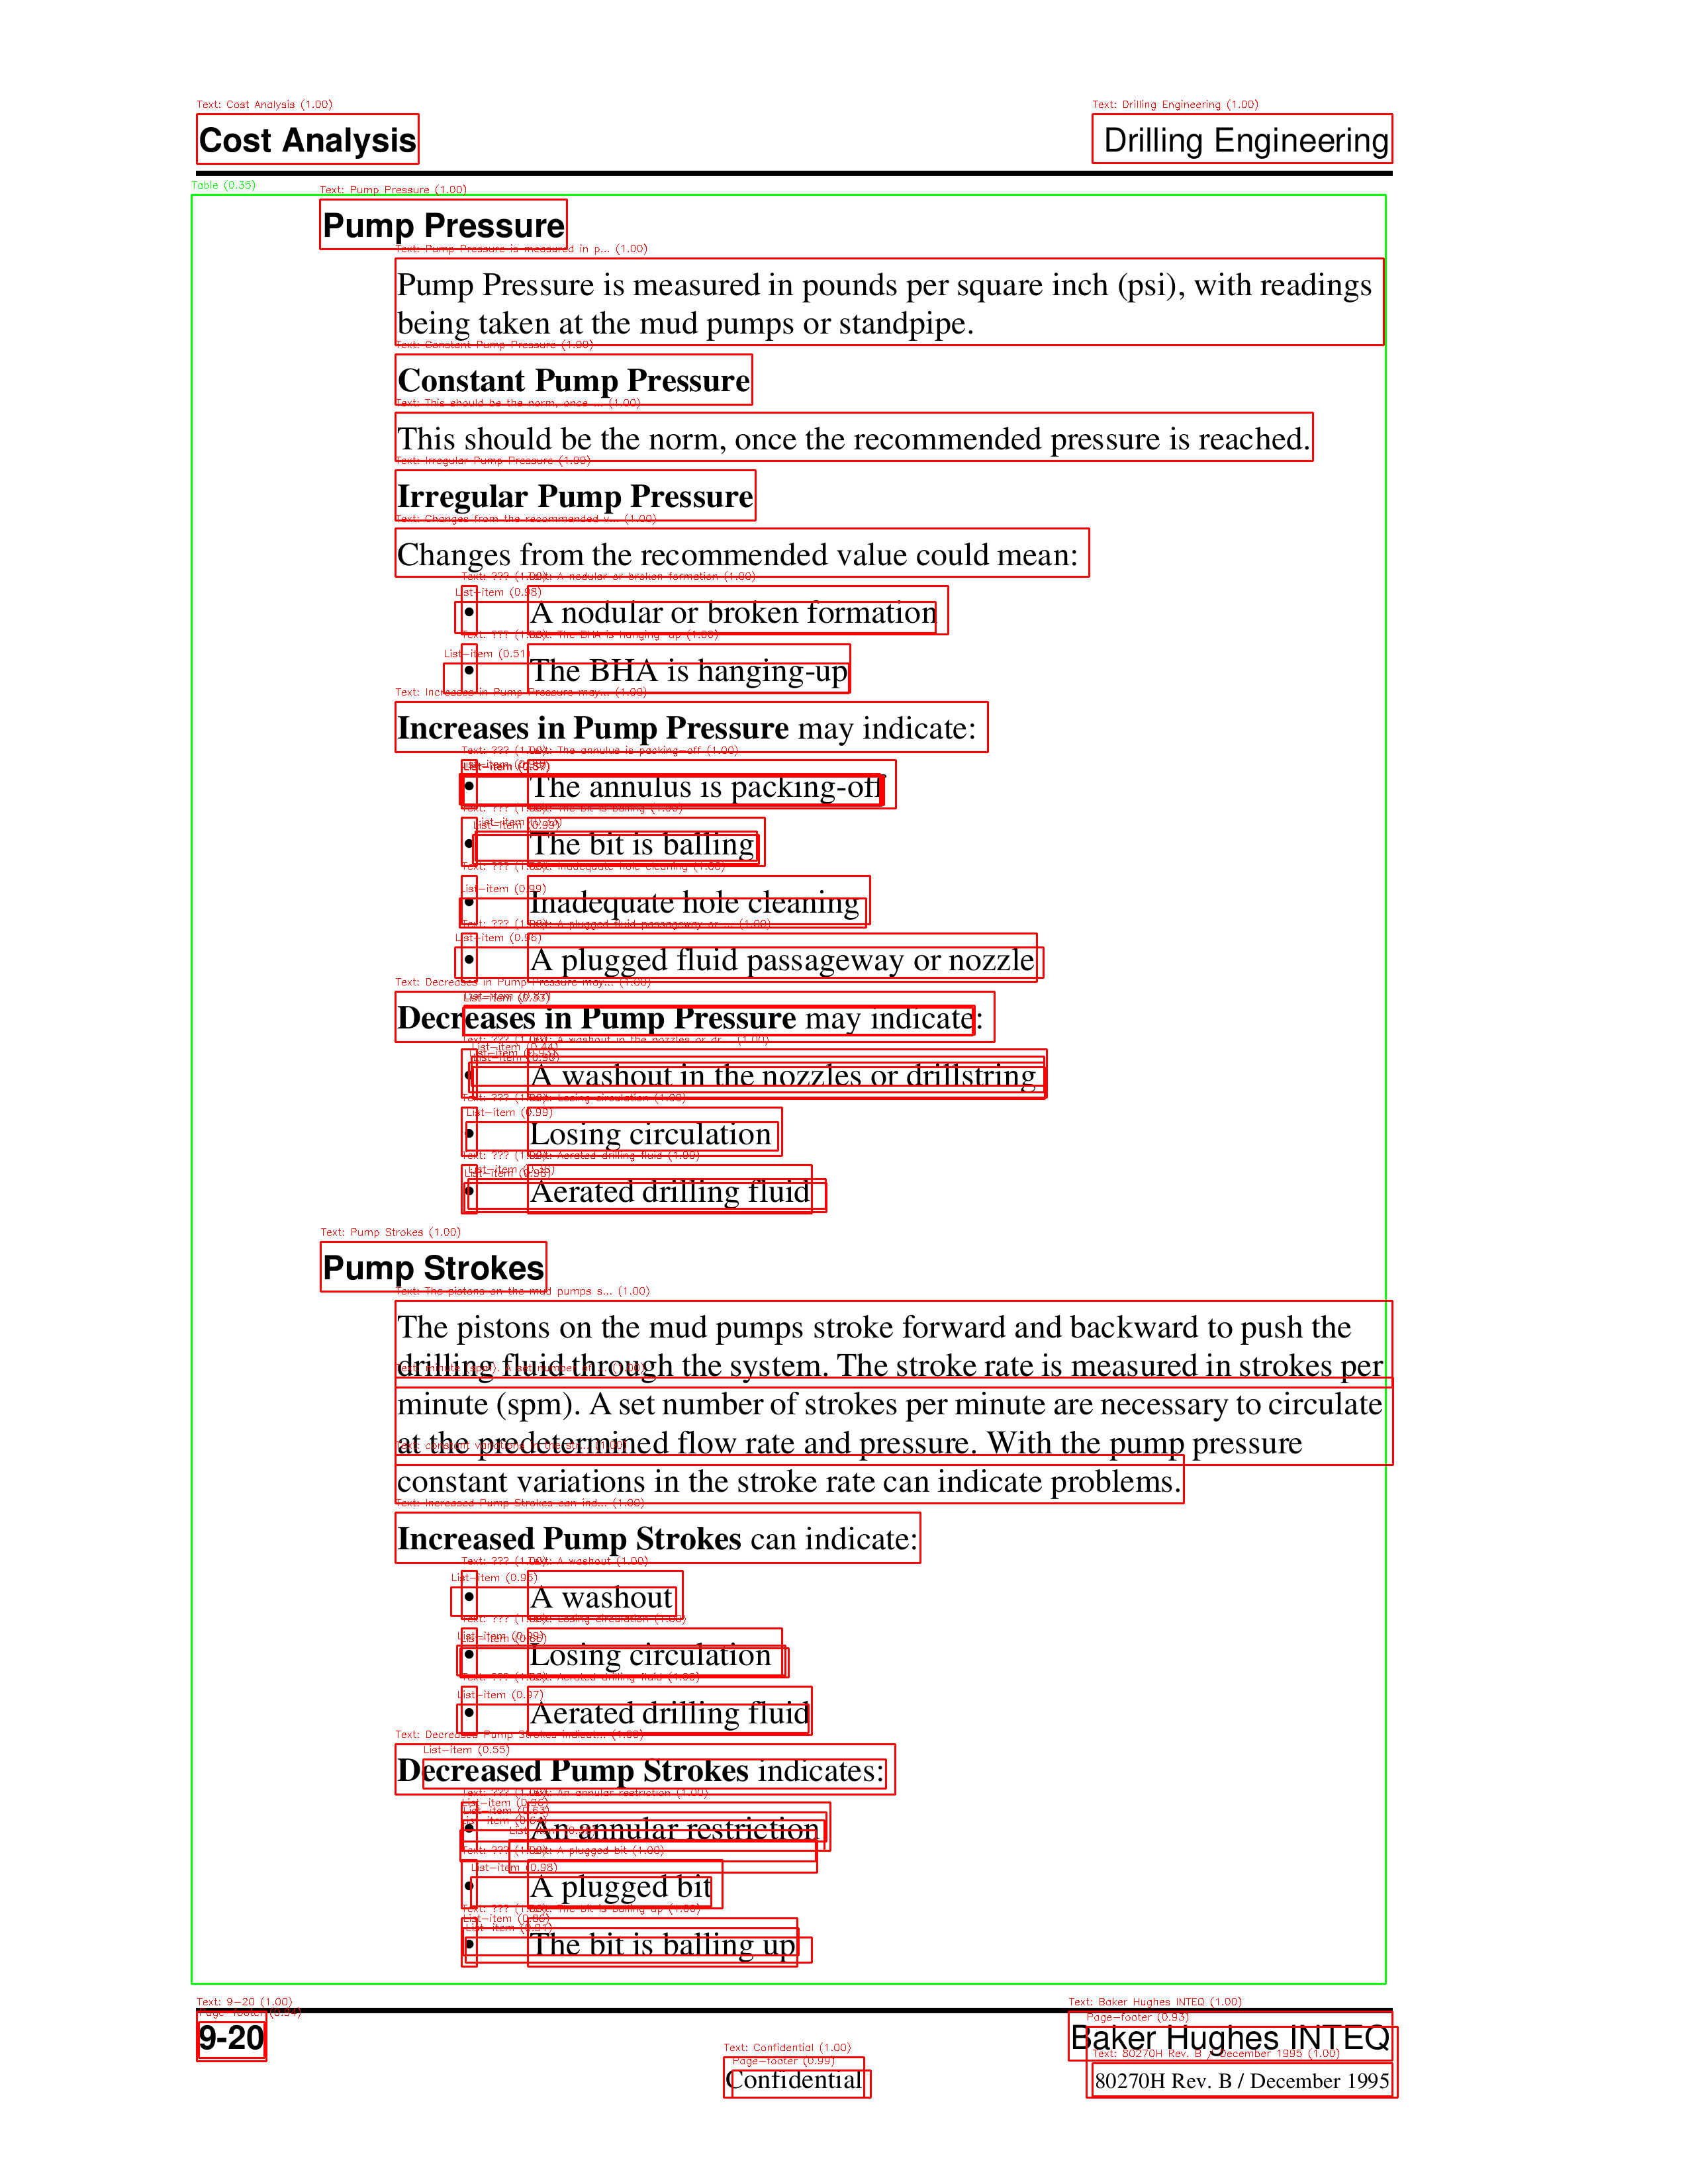 Cost Analysis
Drilling Engineering
Pump Pressure
Pump Pressure is measured in pounds per square inch (psi), with readings
being taken at the mud pumps or standpipe.
Constant Pump Pressure
This should be the norm, once the recommended pressure is reached.
Irregular Pump Pressure
Changes from the recommended value could mean:
• A nodular or broken formation
• The BHA is hanging-up
Increases in Pump Pressure may indicate:
• The annulus is packing-off
• The bit is balling
• Inadequate hole cleaning
• A plugged fluid passageway or nozzle
Decreases in Pump Pressure may indicate:
• A washout in the nozzles or drillstring
• Losing circulation
• Aerated drilling fluid
Pump Strokes
The pistons on the mud pumps stroke forward and backward to push the
drilling fluid through the system. The stroke rate is measured in strokes per
minute (spm). A set number of strokes per minute are necessary to circulate
at the predetermined flow rate and pressure. With the pump pressure
constant variations in the stroke rate can indicate problems.
Increased Pump Strokes can indicate:
• A washout
• Losing circulation
• Aerated drilling fluid
Decreased Pump Strokes indicates:
• An annular restriction
• A plugged bit
• The bit is balling up
9-20
Baker Hughes INTEQ
Confidential
80270H Rev. B / December 1995